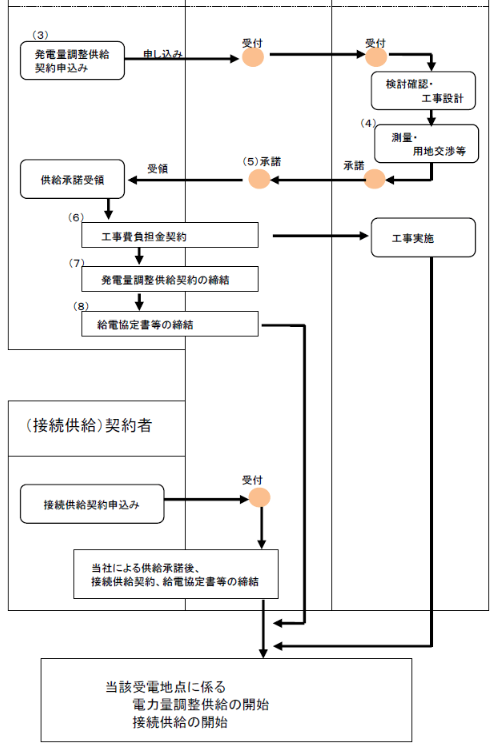 (3)
発電量調整供給
契約申込み
申し込み
受付
受付
検討確認・
工事設計
(4)
測量・
用地交渉等
承諾
(5)承諾
受領
供給承諾受領
(6)
工事費負担金契約
工事実施
(7)
発電量調整供給契約の締結
(8)
給電協定書等の締結
(接続供給)契約者
受付
接続供給契約申込み
当社による供給承諾後、
接続供給契約、給電協定書等の締結
当該受電地点に係る
電力量調整供給の開始
接続供給の開始